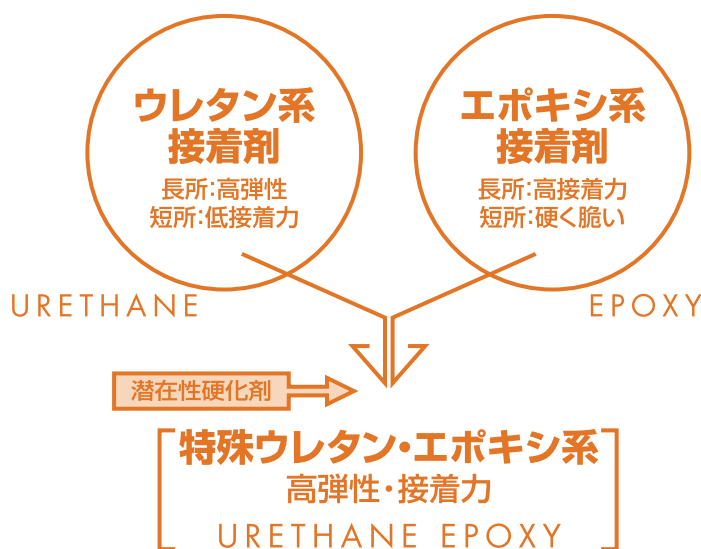 ウレタン系
接着剤
長所：高弾性
短所：低接着力
URETHANE
エポキシ系
接着剤
長所：高接着力
短所：硬く脆い
EPOXY
潜在性硬化剤
特殊ウレタン・エポキシ系
高弾性・接着力
URETHANE EPOXY